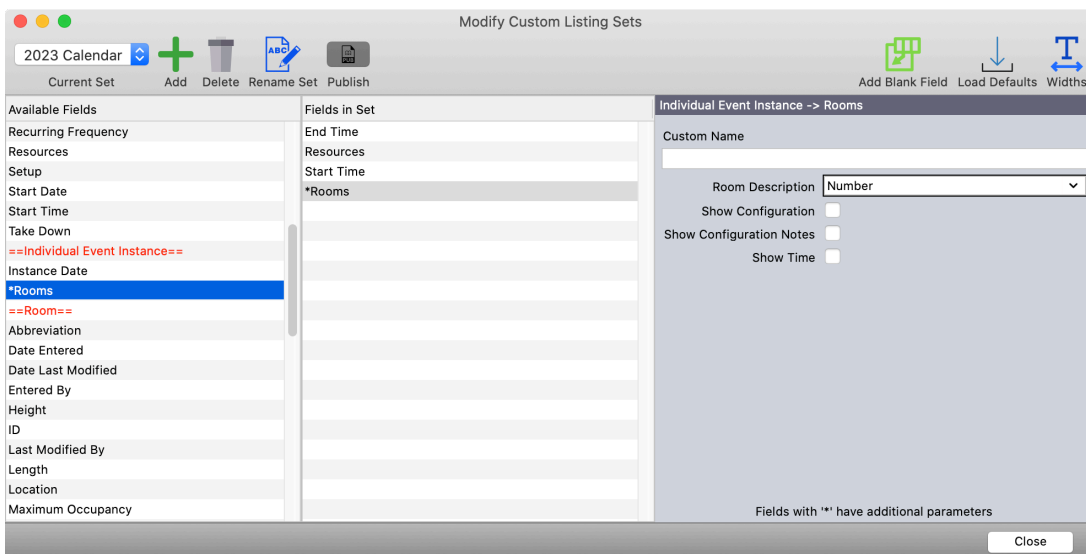 Modify Custom Listing Sets
2023 Calendar
Current Set
Add
Delete
ABC
Rename Set
PUB
Publish
Add Blank Field
Load Defaults
T
Widths
Available Fields
Recurring Frequency
Resources
Setup
Start Date
Start Time
Take Down
==Individual Event Instance==
Instance Date
*Rooms
==Room==
Abbreviation
Date Entered
Date Last Modified
Entered By
Height
ID
Last Modified By
Length
Location
Maximum Occupancy
Fields in Set
End Time
Resources
Start Time
*Rooms
Individual Event Instance -> Rooms
Custom Name
Room Description Number
Show Configuration
Show Configuration Notes
Show Time
Fields with '*' have additional parameters
Close